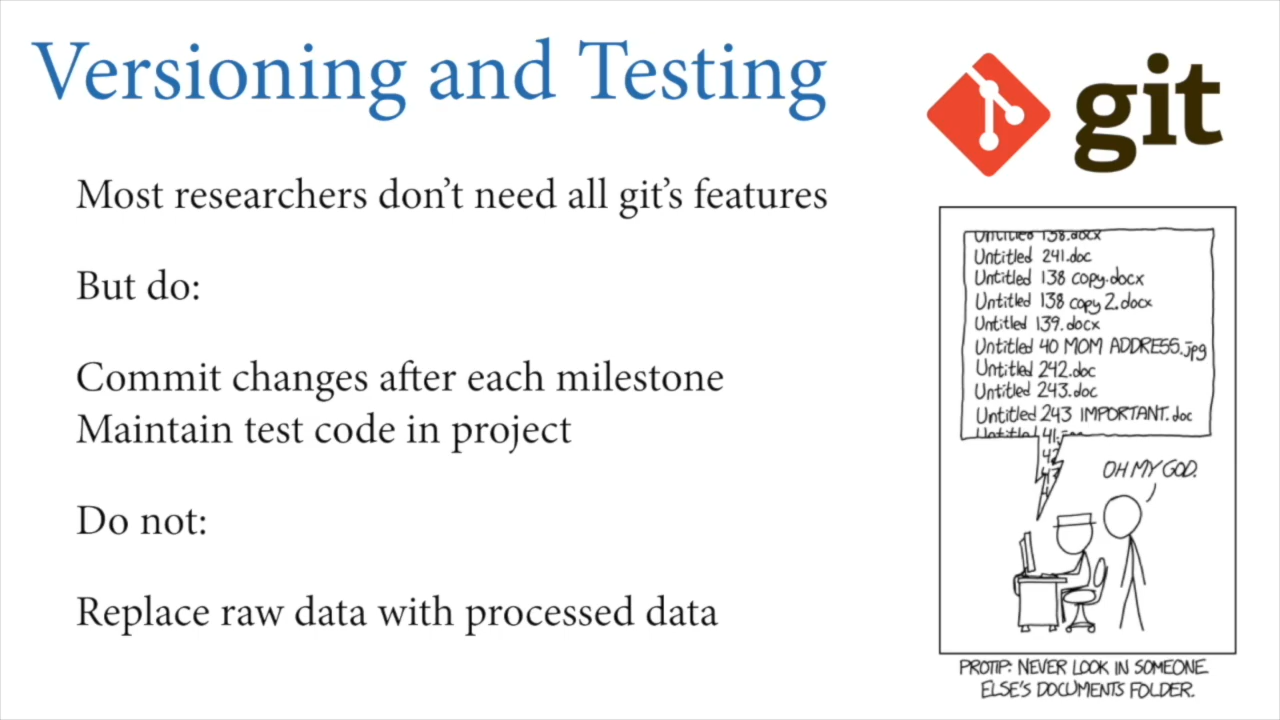 Versioning and Testing
git
Most researchers don't need all git's features
But do:
Commit changes after each milestone
Maintain test code in project
Do not:
Replace raw data with processed data
Untitled 138.docx
Untitled 241.doc
Untitled 138 copy.docx
Untitled 138 copy 2.docx
Untitled 139.docx
Untitled 40 MOM ADDRESS.jpg
Untitled 242.doc
Untitled 243.doc
Untitled 243 IMPORTANT.doc
OH MY GOD.
PROTIP: NEVER LOOK IN SOMEONE
ELSE'S DOCUMENTS FOLDER.